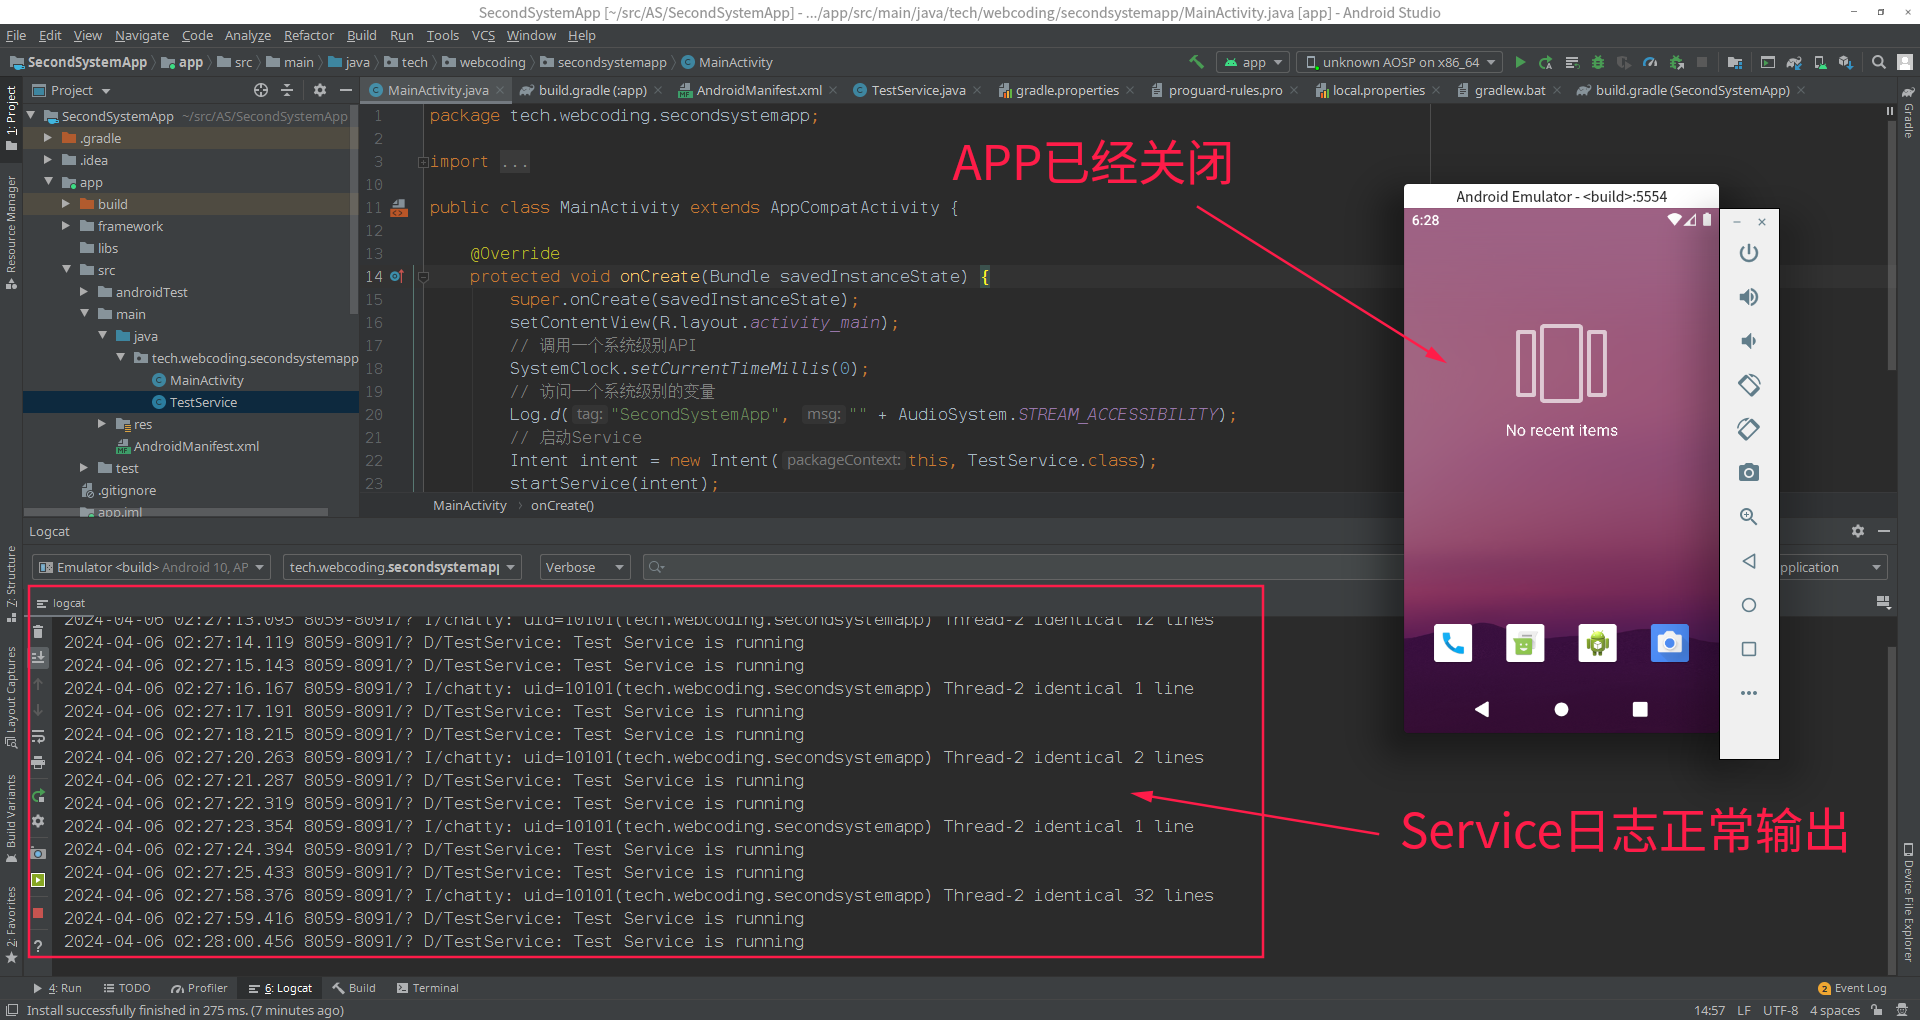 SecondSystemApp [~/src/AS/SecondSystemApp] - .../app/src/main/java/tech/webcoding/secondsystemapp/MainActivity.java [app] - Android Studio
File Edit View Navigate Code Analyze Refactor Build Run Tools VCS Window Help
SecondSystemApp app src main java tech webcoding secondsystemapp MainActivity
app
unknown AOSP on x86_64
Project
MainActivity.java build.gradle (:app) AndroidManifest.xml TestService.java gradle.properties proguard-rules.pro local.properties gradlew.bat build.gradle (SecondSystemApp)
1: Project
Resource Manager
Z: Structure
Layout Captures
Build Variants
2: Favorites
SecondSystemApp ~/src/AS/SecondSystemApp
.gradle
.idea
app
build
framework
libs
src
androidTest
main
java
tech.webcoding.secondsystemapp
MainActivity
TestService
res
AndroidManifest.xml
test
.gitignore
app.iml
1 package tech.webcoding.secondsystemapp;
2
3 import ...
10
11 public class MainActivity extends AppCompatActivity {
12
13 @Override
14 protected void onCreate(Bundle savedInstanceState) {
15 super.onCreate(savedInstanceState);
16 setContentView(R.layout.activity_main);
17 // 调用一个系统级别API
18 SystemClock.setCurrentTimeMillis(0);
19 // 访问一个系统级别的变量
20 Log.d( tag: "SecondSystemApp", msg: "" + AudioSystem.STREAM_ACCESSIBILITY);
21 // 启动Service
22 Intent intent = new Intent( packageContext: this, TestService.class);
23 startService(intent);
MainActivity onCreate()
APP已经关闭
Android Emulator - <build>:5554
6:28
No recent items
Gradle
Device File Explorer
Logcat
Emulator <build> Android 10, AP
tech.webcoding.secondsystemap
Verbose
pplication
logcat
2024-04-06 02:27:13.095 8059-8091/? I/chatty: uid=10101(tech.webcoding.secondsystemapp) Thread-2 identical 12 lines
2024-04-06 02:27:14.119 8059-8091/? D/TestService: Test Service is running
2024-04-06 02:27:15.143 8059-8091/? D/TestService: Test Service is running
2024-04-06 02:27:16.167 8059-8091/? I/chatty: uid=10101(tech.webcoding.secondsystemapp) Thread-2 identical 1 line
2024-04-06 02:27:17.191 8059-8091/? D/TestService: Test Service is running
2024-04-06 02:27:18.215 8059-8091/? D/TestService: Test Service is running
2024-04-06 02:27:20.263 8059-8091/? I/chatty: uid=10101(tech.webcoding.secondsystemapp) Thread-2 identical 2 lines
2024-04-06 02:27:21.287 8059-8091/? D/TestService: Test Service is running
2024-04-06 02:27:22.319 8059-8091/? D/TestService: Test Service is running
2024-04-06 02:27:23.354 8059-8091/? I/chatty: uid=10101(tech.webcoding.secondsystemapp) Thread-2 identical 1 line
2024-04-06 02:27:24.394 8059-8091/? D/TestService: Test Service is running
2024-04-06 02:27:25.433 8059-8091/? D/TestService: Test Service is running
2024-04-06 02:27:58.376 8059-8091/? I/chatty: uid=10101(tech.webcoding.secondsystemapp) Thread-2 identical 32 lines
2024-04-06 02:27:59.416 8059-8091/? D/TestService: Test Service is running
2024-04-06 02:28:00.456 8059-8091/? D/TestService: Test Service is running
Service日志正常输出
4: Run TODO Profiler 6: Logcat Build Terminal
2 Event Log
Install successfully finished in 275 ms. (7 minutes ago)
14:57 LF UTF-8 4 spaces